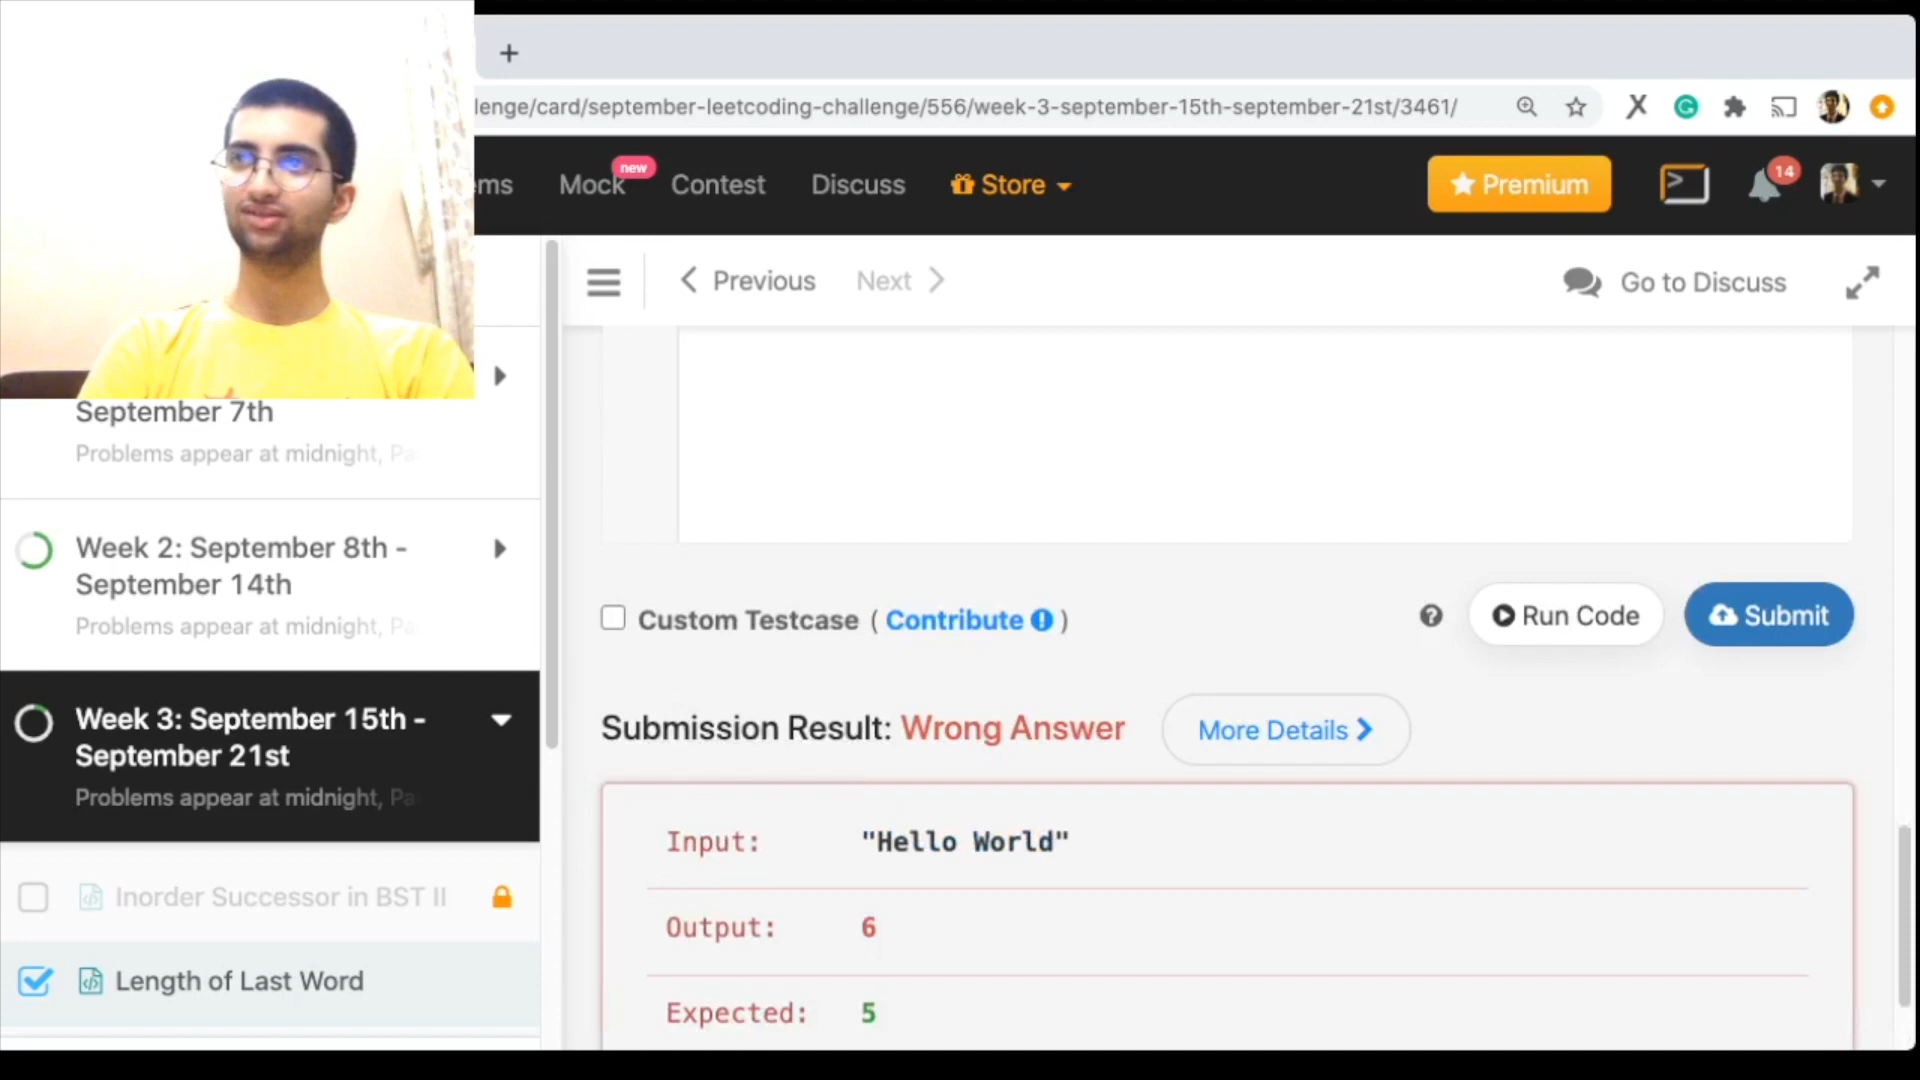 +
lenge/card/september-leetcoding-challenge/556/week-3-september-15th-september-21st/3461/
ems Mock new Contest Discuss Store Premium 14
Previous Next Go to Discuss
September 7th
Problems appear at midnight, Pa
Week 2: September 8th -
September 14th
Problems appear at midnight, Pa
Week 3: September 15th -
September 21st
Problems appear at midnight, Pa
Inorder Successor in BST II
Length of Last Word
Custom Testcase ( Contribute )
? Run Code Submit
Submission Result: Wrong Answer More Details
Input: "Hello World"
Output: 6
Expected: 5